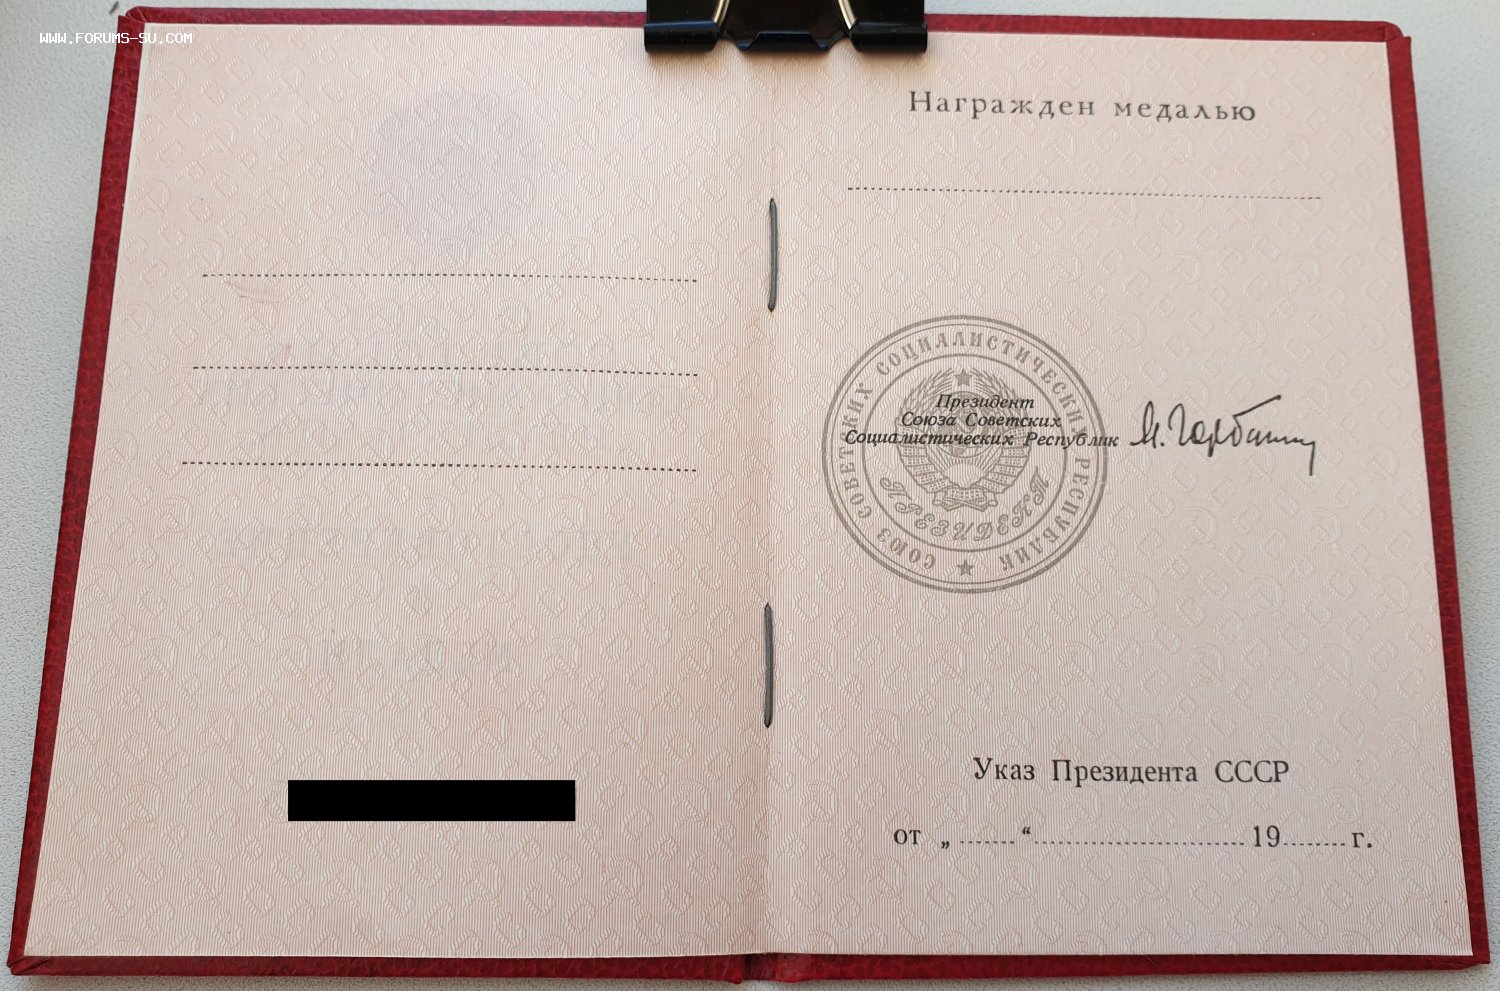 WWW.FORUMS-SU.COM
Награжден медалью
СОЮЗ СОВЕТСКИХ СОЦИАЛИСТИЧЕСКИХ РЕСПУБЛИК
Президент
Союза Советских
Социалистических Республик
М. Горбачев
ПРЕЗИДЕНТ
Указ Президента СССР
от „ ....... “ .......................... 19 ........ г.